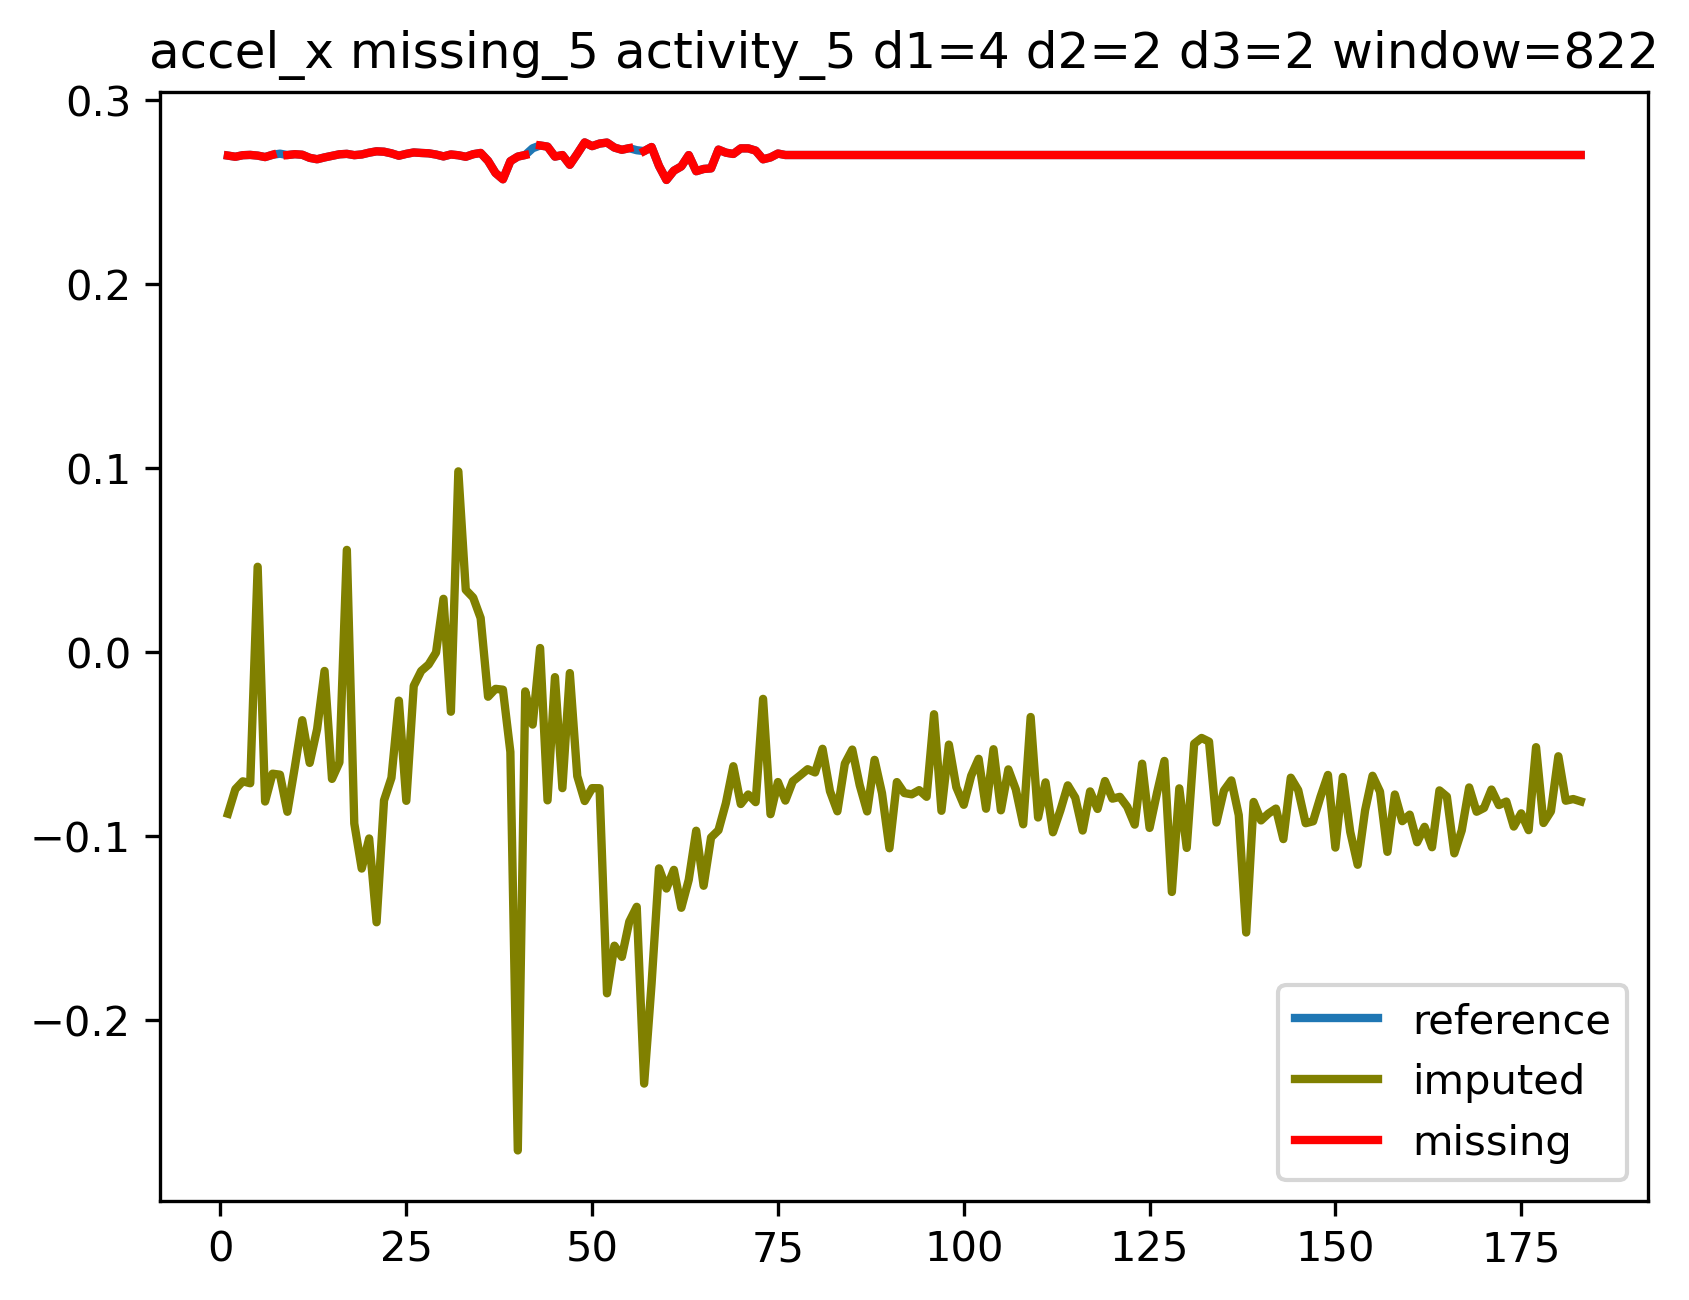 accel_x missing_5 activity_5 d1=4 d2=2 d3=2 window=822
0.3
0.2
0.1
0.0
−0.1
−0.2
reference
imputed
missing
0 25 50 75 100 125 150 175